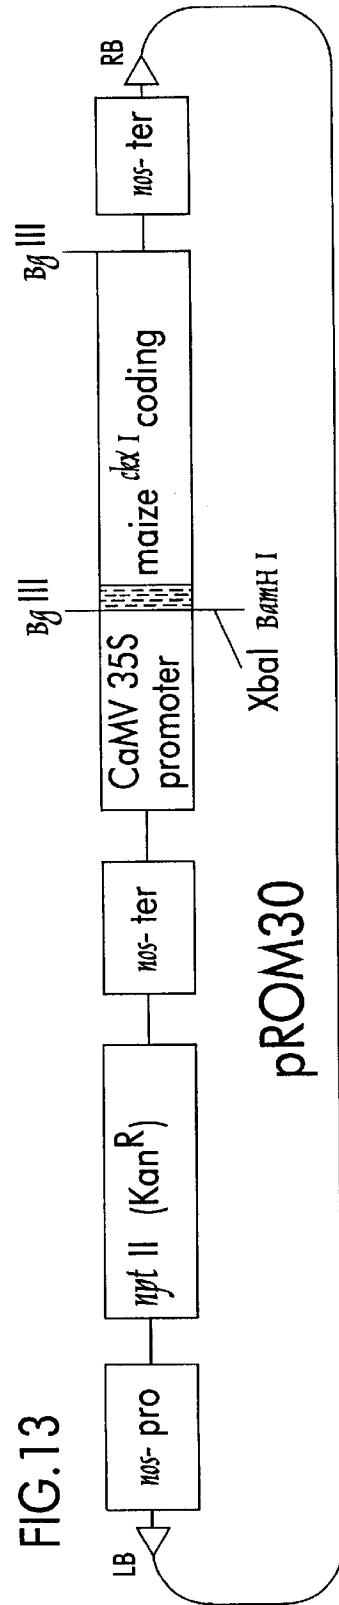 FIG.13
LB
nos-pro
npt II (Kan^R)
nos-ter
CaMV 35S
promoter
Bg III
maize ckx I coding
Bg III
nos-ter
RB
XbaI BamH I
pROM30